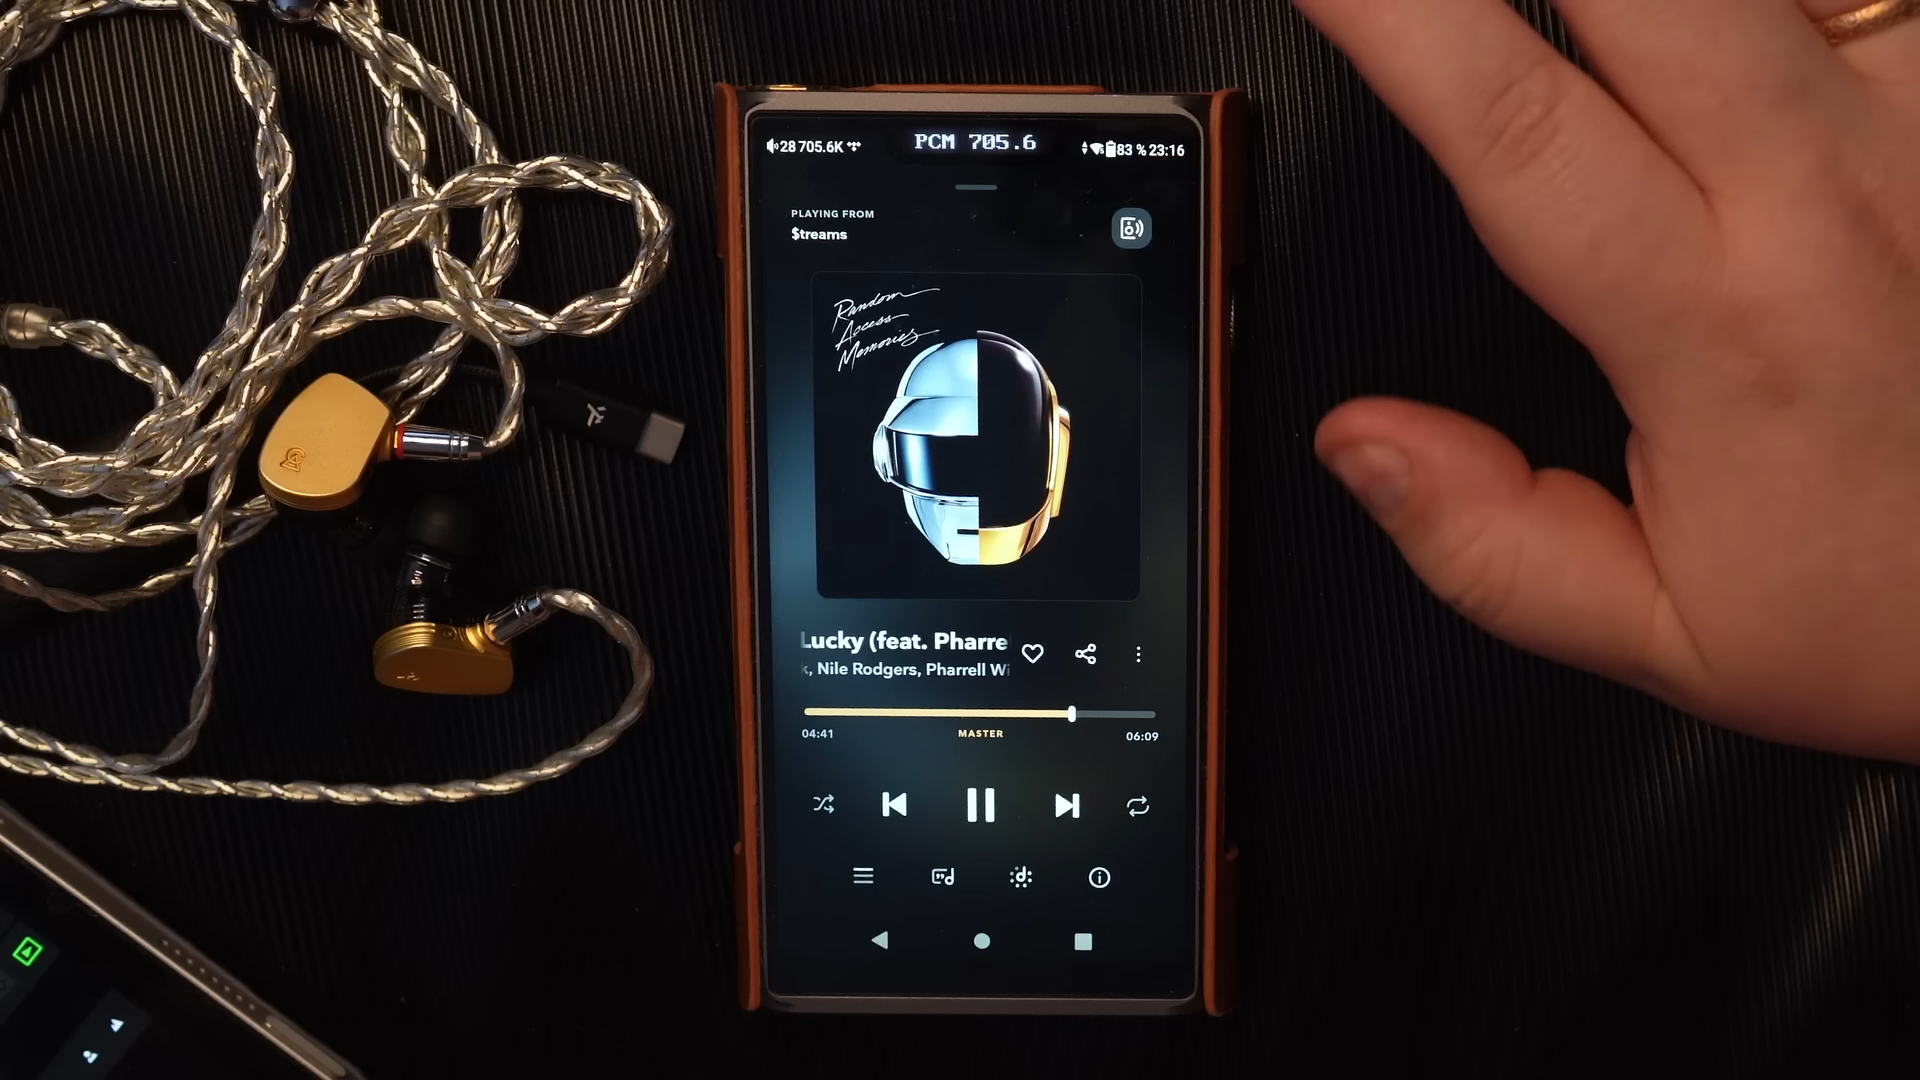 28 705.6K
PCM 705.6
83 % 23:16
PLAYING FROM
$treams
Random
Access
Memories
Lucky (feat. Pharre
k, Nile Rodgers, Pharrell Wi
04:41
MASTER
06:09